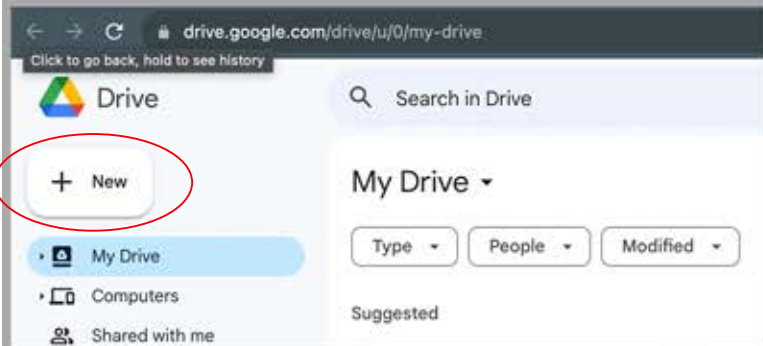 drive.google.com/drive/u/0/my-drive
Click to go back, hold to see history
Drive
Search in Drive
New
My Drive
Type
People
Modified
My Drive
Computers
Suggested
Shared with me